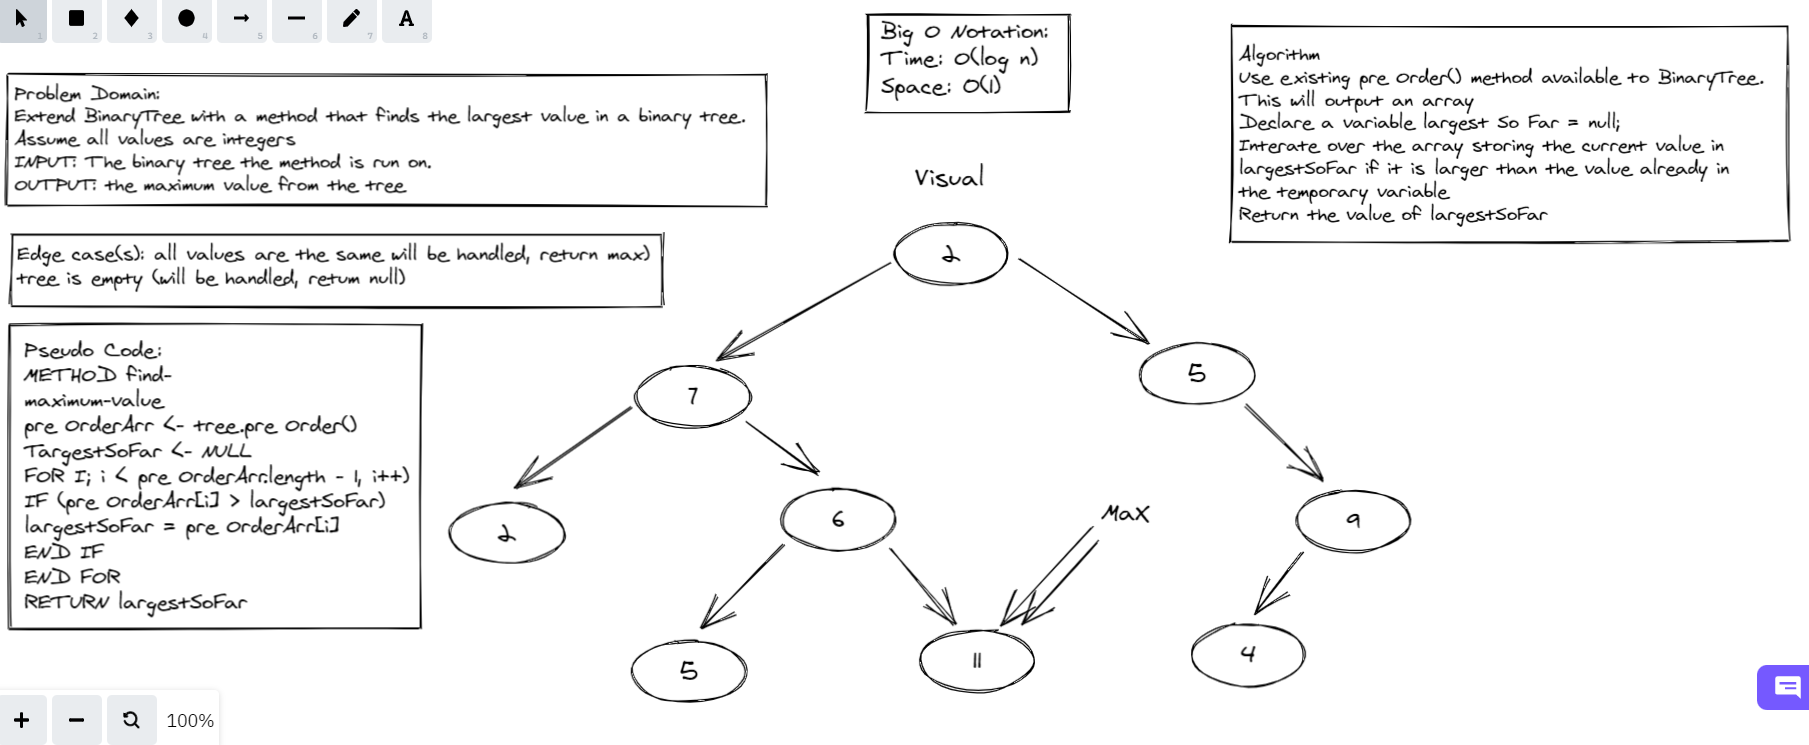 1
2
3
4
5
6
7
A
8
Problem Domain:
Extend BinaryTree with a method that finds the largest value in a binary tree.
Assume all values are integers
INPUT: The binary tree the method is run on.
OUTPUT: the maximum value from the tree
Edge case(s): all values are the same will be handled, return max)
tree is empty (will be handled, return null)
Pseudo Code:
METHOD find-
maximum-value
pre OrderArr <- tree.pre Order()
TargestSoFar <- NULL
FOR I; i < pre OrderArr.length - 1, i++)
IF (pre OrderArr[i] > largestSoFar)
largestSoFar = pre OrderArr[i]
END IF
END FOR
RETURN largestSoFar
Big O Notation:
Time: O(log n)
Space: O(1)
Visual
2
7
5
2
6
9
Max
5
11
4
Algorithm
Use existing pre Order() method available to BinaryTree.
This will output an array
Declare a variable largest So Far = null;
Interate over the array storing the current value in
largestSoFar if it is larger than the value already in
the temporary variable
Return the value of largestSoFar
100%